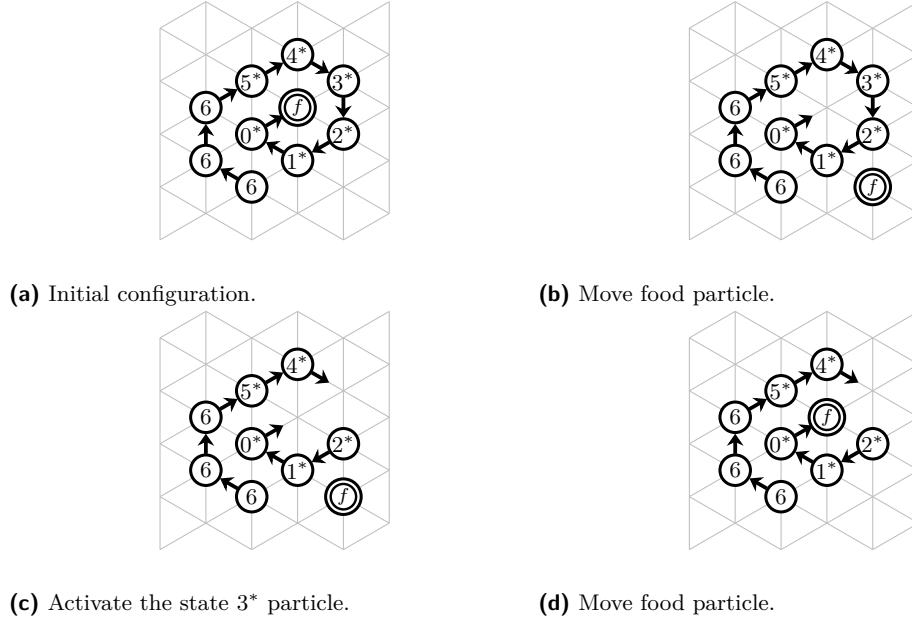 4*
5* 3*
6 f
0* 2*
6 1*
6
4*
5* 3*
6
0* 2*
6 1*
6 f
(a) Initial configuration.
(b) Move food particle.
4*
5*
6
0* 2*
6 1*
6 f
4*
5*
6 f
0* 2*
6 1*
6
(c) Activate the state 3* particle.
(d) Move food particle.